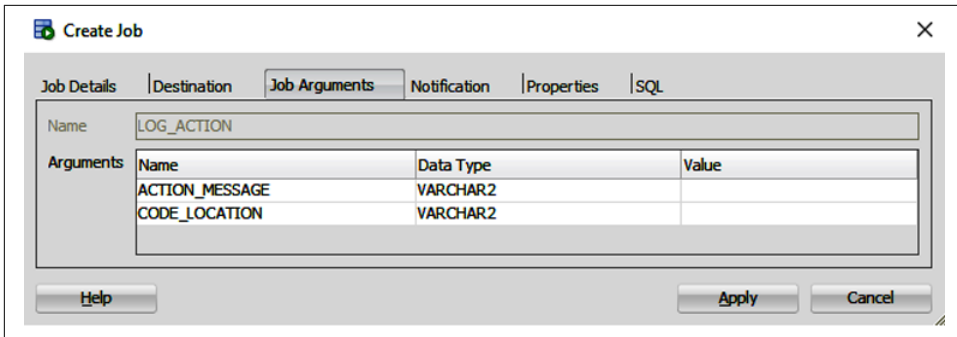 Create Job
Job Details Destination Job Arguments Notification Properties SQL
Name LOG_ACTION
Arguments Name Data Type Value
ACTION_MESSAGE VARCHAR2
CODE_LOCATION VARCHAR2
Help Apply Cancel